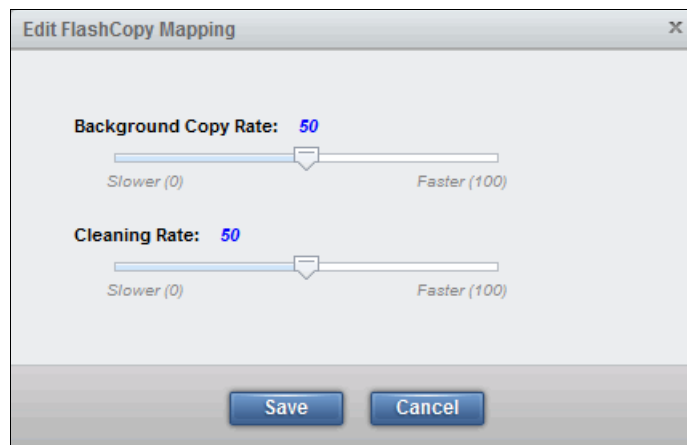 Edit FlashCopy Mapping x
Background Copy Rate: 50
Slower (0) Faster (100)
Cleaning Rate: 50
Slower (0) Faster (100)
Save Cancel